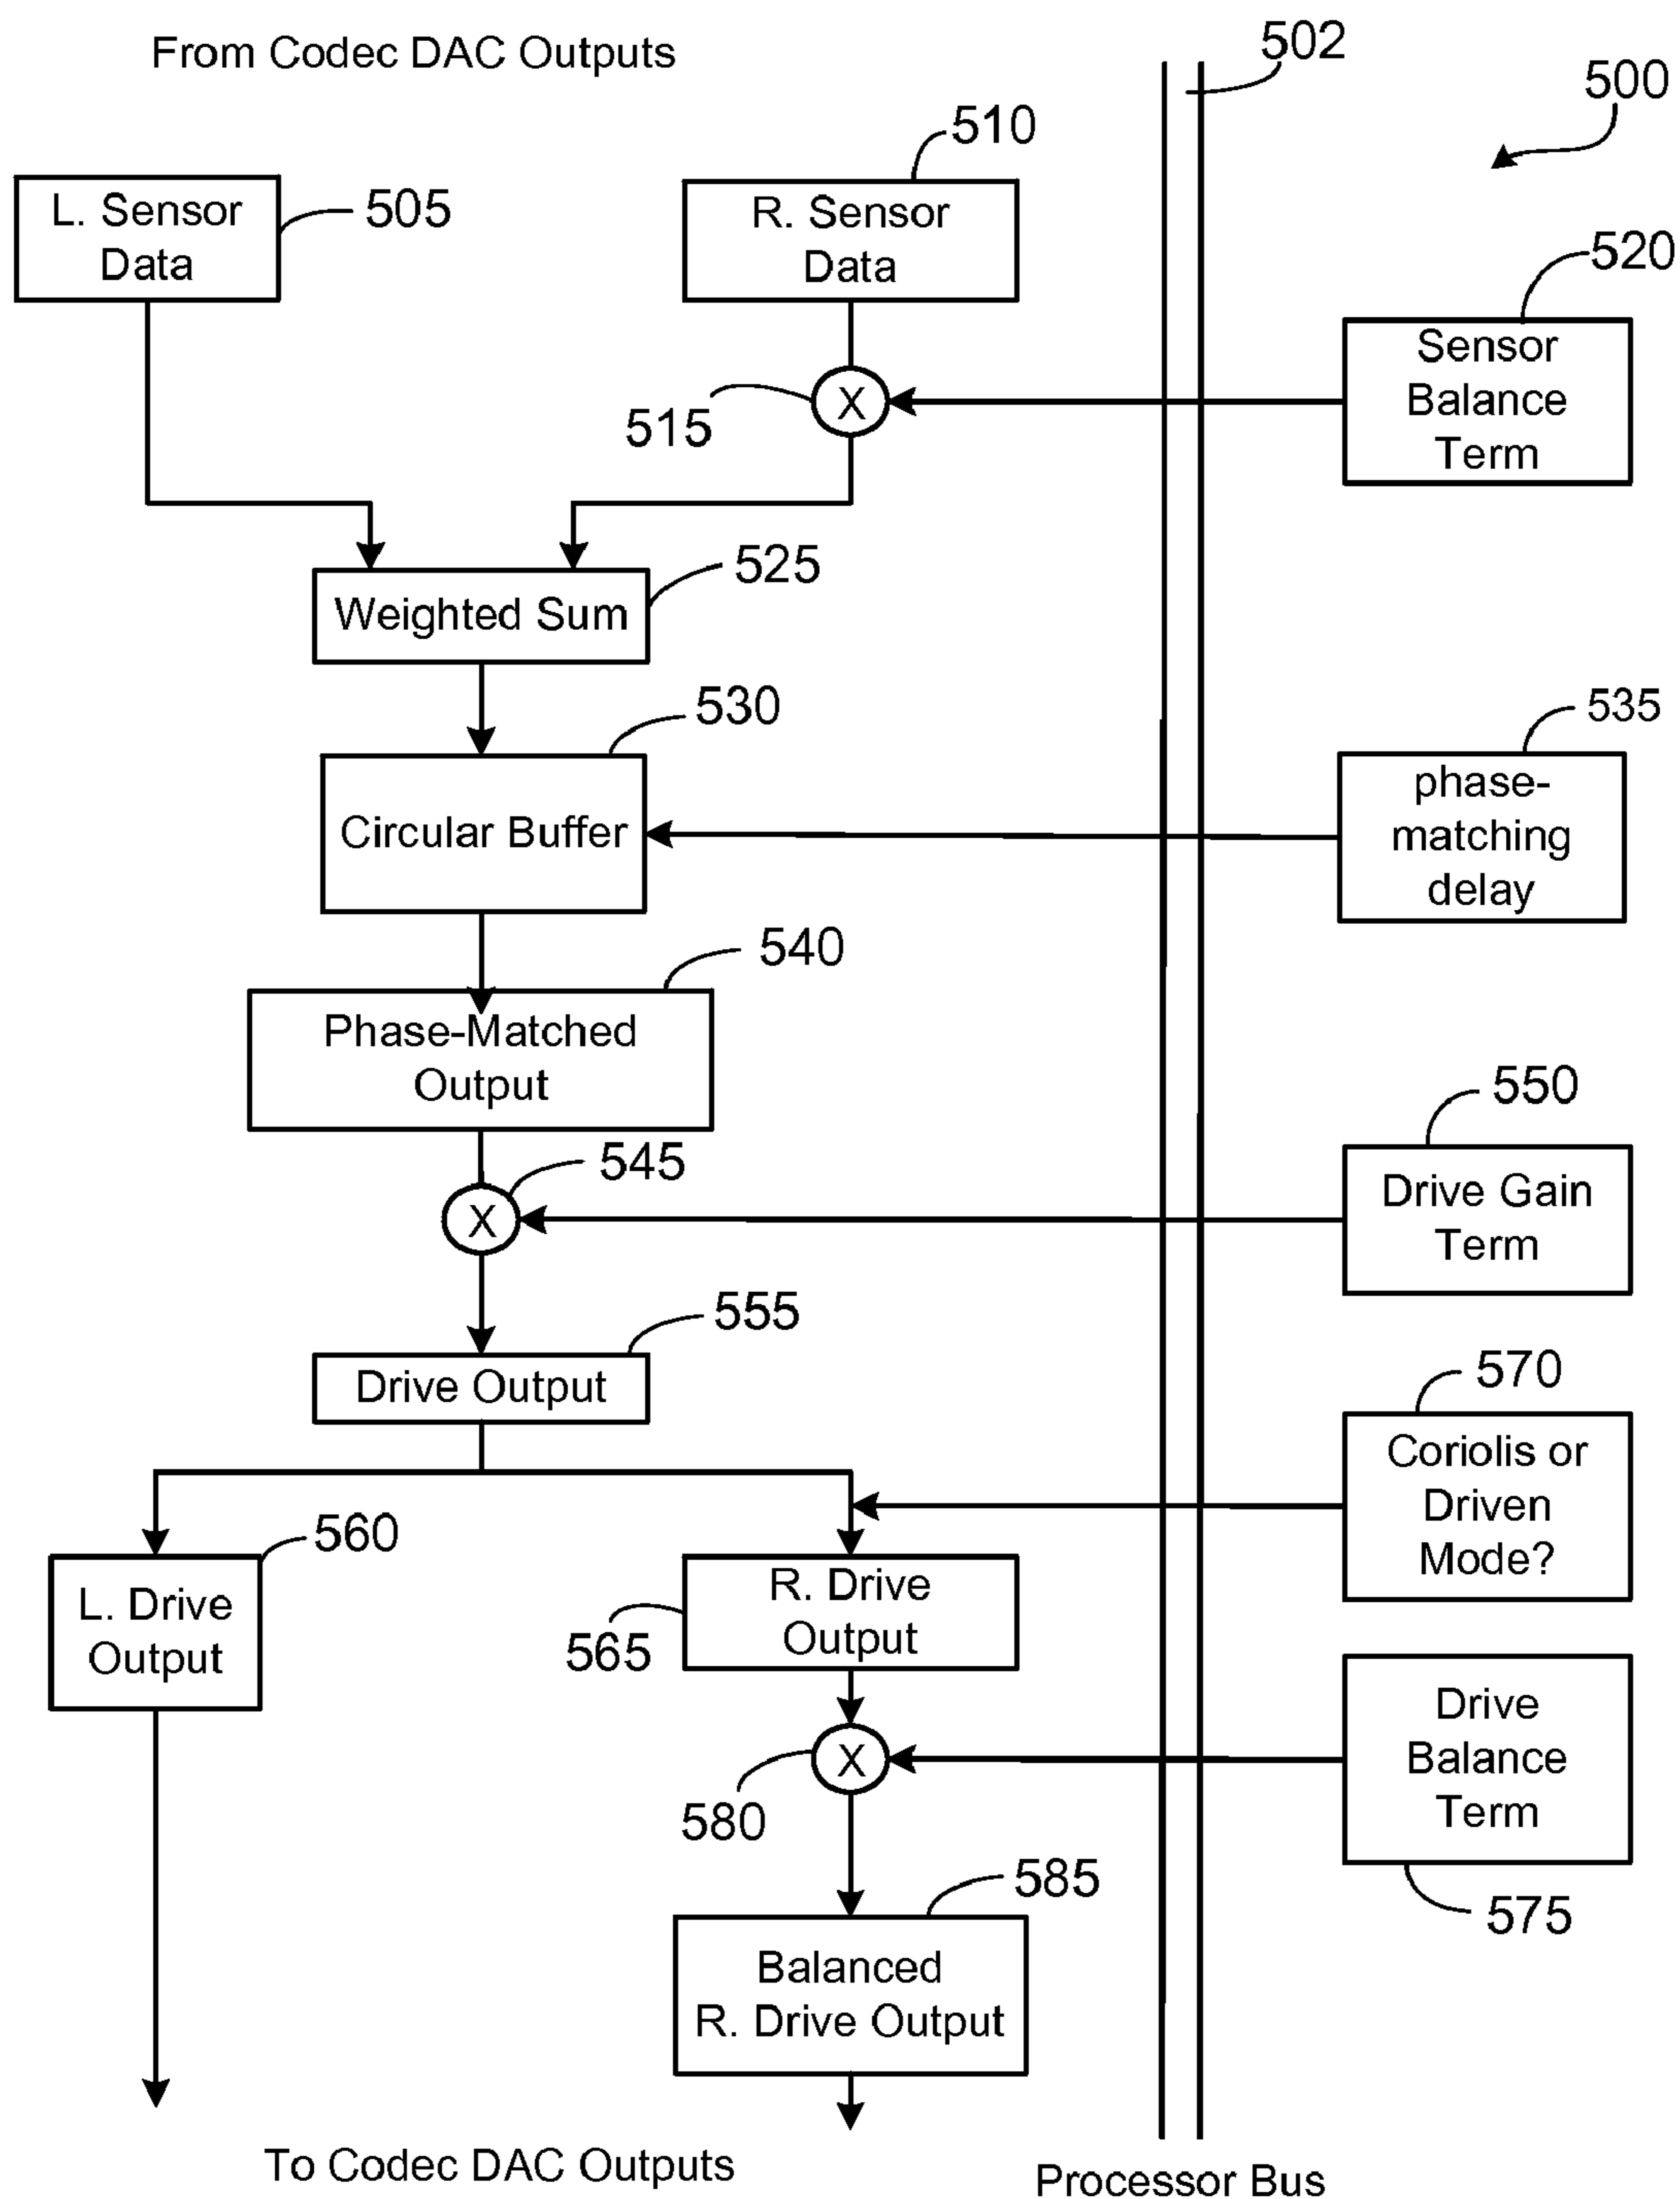 From Codec DAC Outputs
502
500
510
L. Sensor
Data
505
R. Sensor
Data
520
Sensor
Balance
Term
X
515
525
Weighted Sum
530
535
Circular Buffer
phase-
matching
delay
540
Phase-Matched
Output
550
545
X
Drive Gain
Term
555
Drive Output
570
Coriolis or
Driven
Mode?
560
L. Drive
Output
R. Drive
Output
565
Drive
Balance
Term
X
580
585
575
Balanced
R. Drive Output
To Codec DAC Outputs
Processor Bus